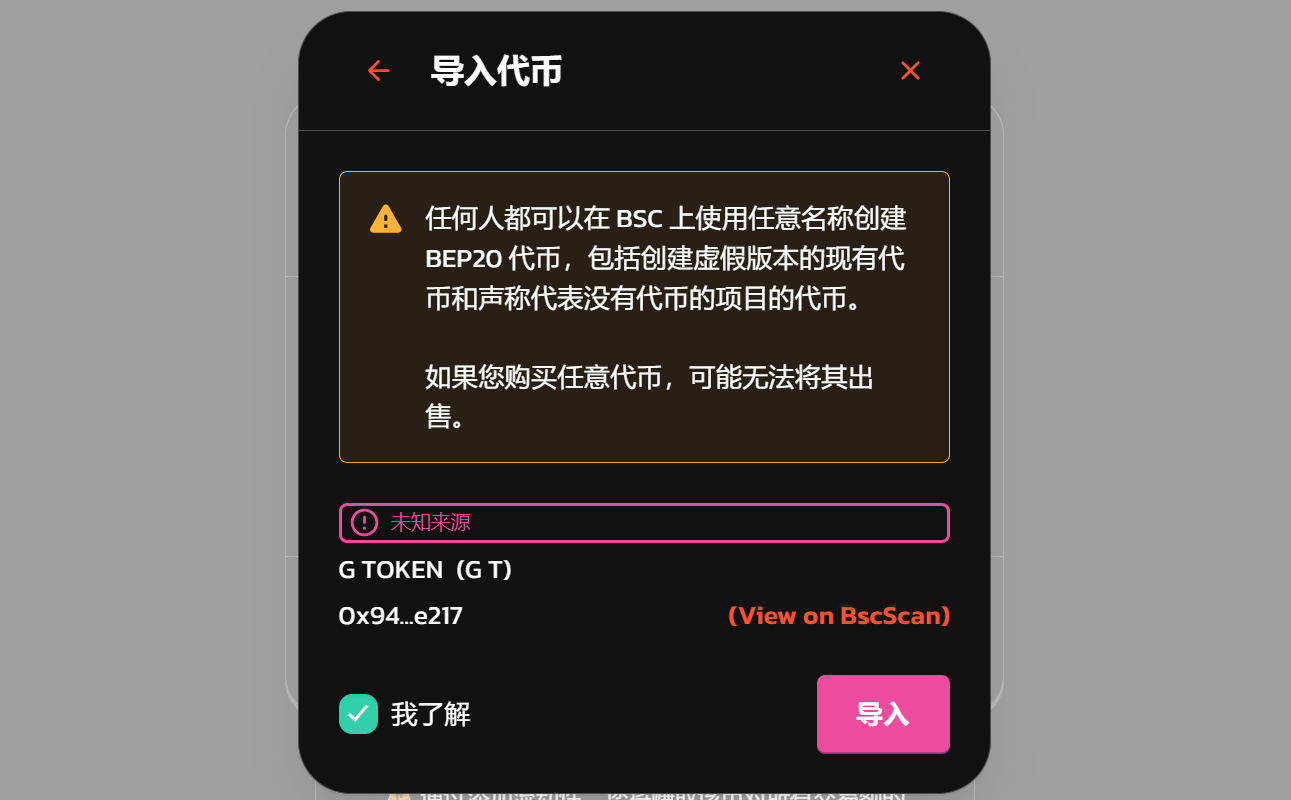 导入代币
任何人都可以在 BSC 上使用任意名称创建
BEP20 代币，包括创建虚假版本的现有代
币和声称代表没有代币的项目的代币。
如果您购买任意代币，可能无法将其出
售。
未知来源
G TOKEN (G T)
0x94...e217 (View on BscScan)
我了解 导入